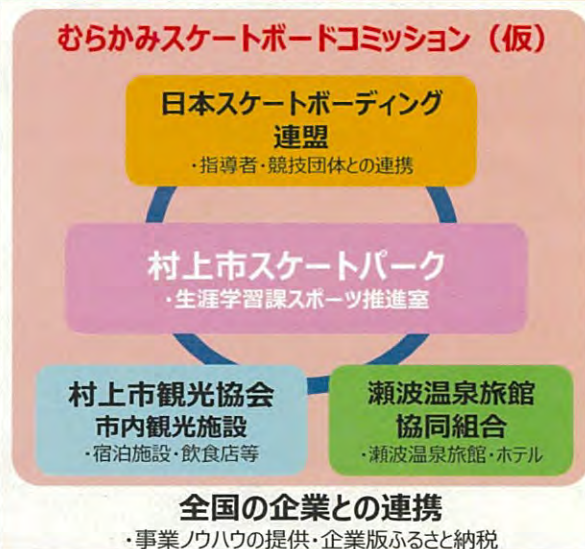 むらかみスケートボードコミッション（仮）
日本スケートボーディング
連盟
・指導者・競技団体との連携
村上市スケートパーク
・生涯学習課スポーツ推進室
村上市観光協会
市内観光施設
・宿泊施設・飲食店等
瀬波温泉旅館
協同組合
・瀬波温泉旅館・ホテル
全国の企業との連携
・事業ノウハウの提供・企業版ふるさと納税